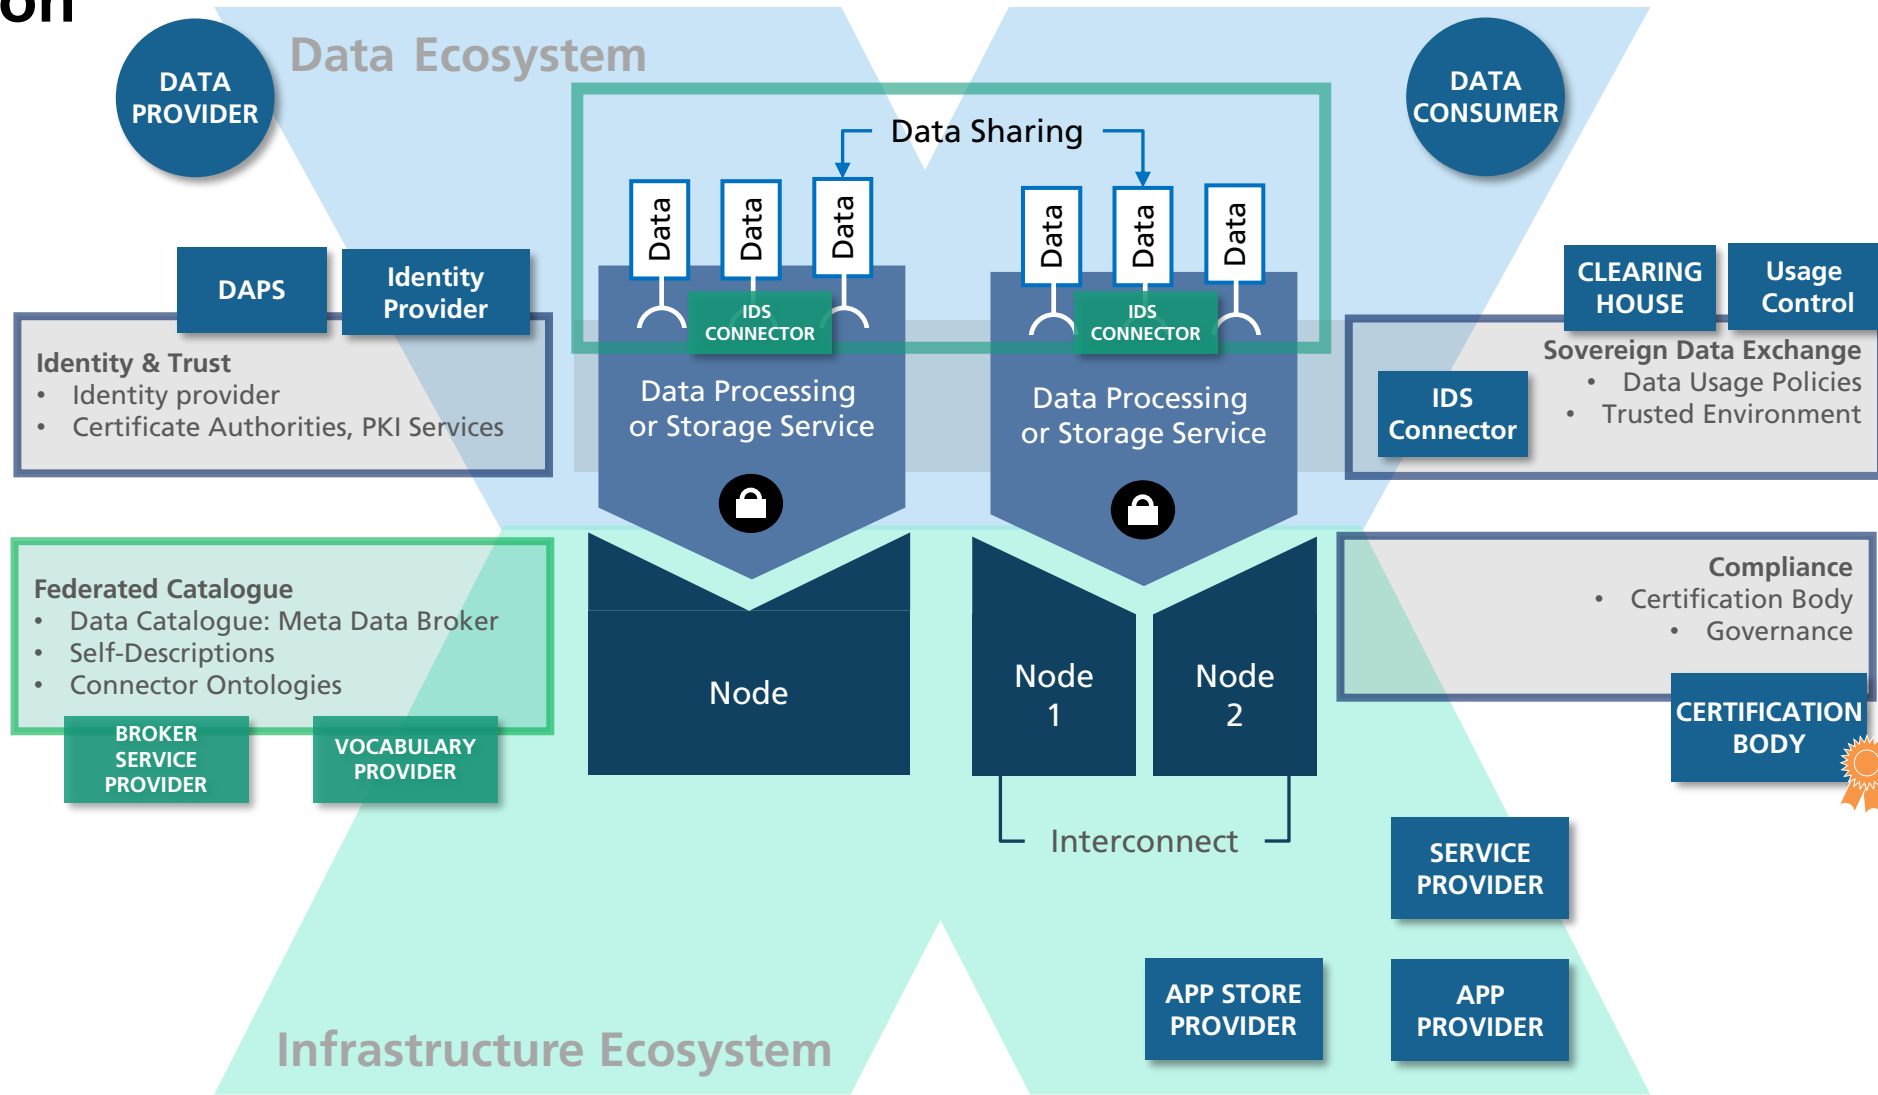 on
Data Ecosystem
DATA
PROVIDER
DATA
CONSUMER
Data Sharing
Data
Data
Data
Data
Data
Data
DAPS
Identity
Provider
IDS
CONNECTOR
IDS
CONNECTOR
CLEARING
HOUSE
Usage
Control
Identity & Trust
• Identity provider
• Certificate Authorities, PKI Services
Data Processing
or Storage Service
Data Processing
or Storage Service
Sovereign Data Exchange
• Data Usage Policies
• Trusted Environment
IDS
Connector
Federated Catalogue
• Data Catalogue: Meta Data Broker
• Self-Descriptions
• Connector Ontologies
BROKER
SERVICE
PROVIDER
VOCABULARY
PROVIDER
Node
Node
1
Node
2
Interconnect
Compliance
• Certification Body
• Governance
CERTIFICATION
BODY
SERVICE
PROVIDER
APP STORE
PROVIDER
APP
PROVIDER
Infrastructure Ecosystem